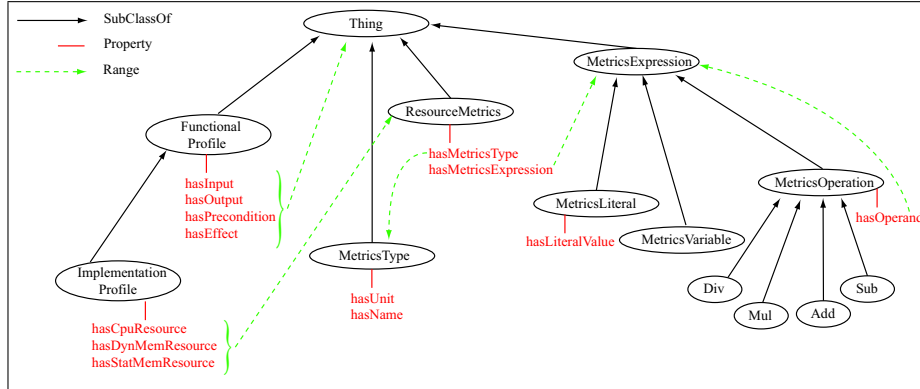 SubClassOf
Property
Range
Thing
MetricsExpression
ResourceMetrics
Functional
Profile
hasMetricsType
hasMetricsExpression
hasInput
hasOutput
hasPrecondition
hasEffect
MetricsOperation
MetricsLiteral
hasOperand
hasLiteralValue
MetricsVariable
MetricsType
Implementation
Profile
Div
Sub
Mul
Add
hasUnit
hasName
hasCpuResource
hasDynMemResource
hasStatMemResource